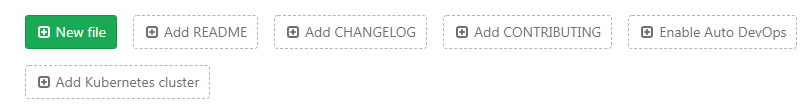 New file Add README Add CHANGELOG Add CONTRIBUTING Enable Auto DevOps
Add Kubernetes cluster